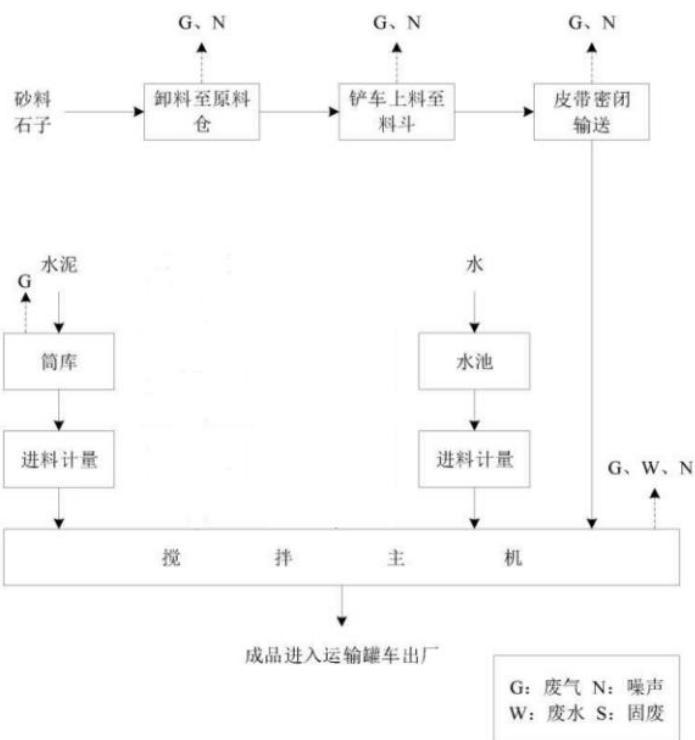 G、N
G、N
G、N
砂料
石子
卸料至原料
仓
铲车上料至
料斗
皮带密闭
输送
水泥
G
水
筒库
水池
进料计量
进料计量
G、W、N
搅拌主机
成品进入运输罐车出厂
G：废气 N：噪声
W：废水 S：固废